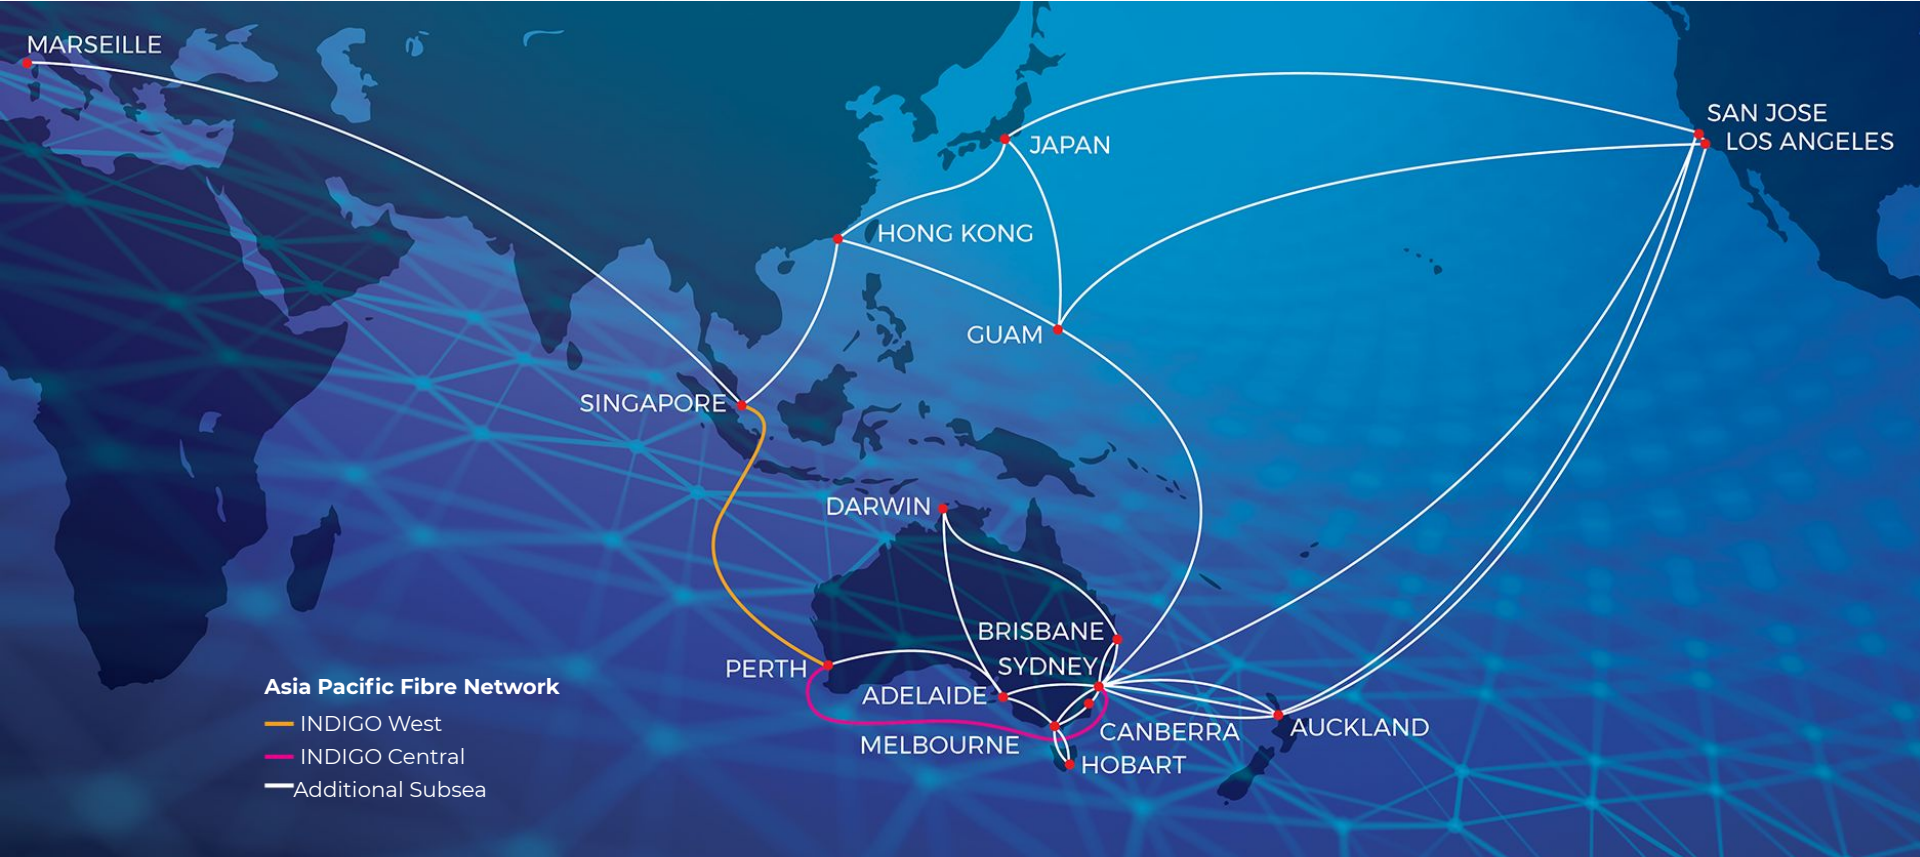 MARSEILLE
SAN JOSE
LOS ANGELES
JAPAN
HONG KONG
GUAM
SINGAPORE
DARWIN
BRISBANE
SYDNEY
PERTH
ADELAIDE
CANBERRA
AUCKLAND
MELBOURNE
HOBART
Asia Pacific Fibre Network
INDIGO West
INDIGO Central
Additional Subsea